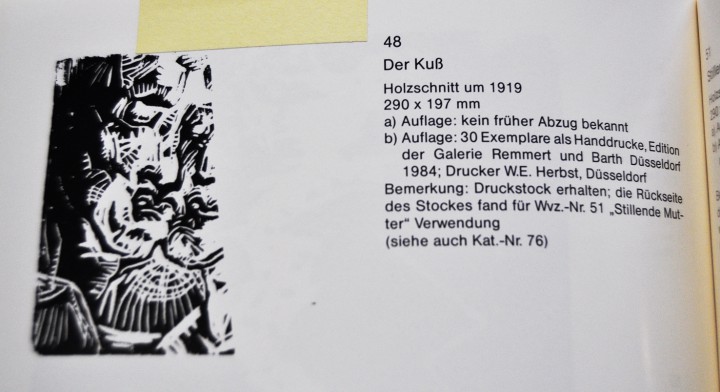 48
Der Kuß
Holzschnitt um 1919
290 x 197 mm
a) Auflage: kein früher Abzug bekannt
b) Auflage: 30 Exemplare als Handdrucke, Edition
der Galerie Remmert und Barth Düsseldorf
1984; Drucker W.E. Herbst, Düsseldorf
Bemerkung: Druckstock erhalten; die Rückseite
des Stockes fand für Wvz.-Nr. 51 „Stillende Mut-
ter“ Verwendung
(siehe auch Kat.-Nr. 76)